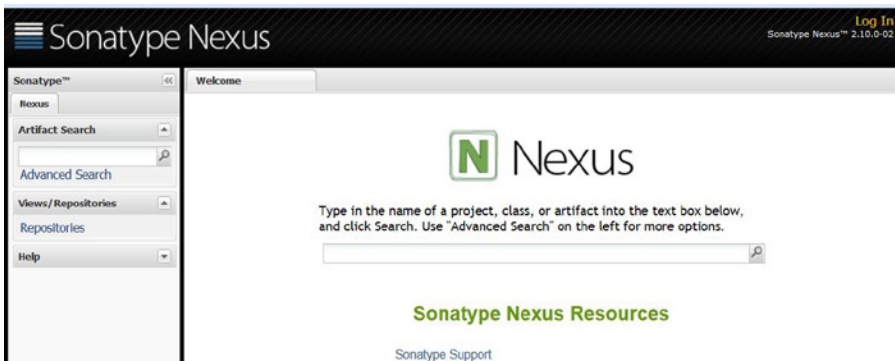 Sonatype Nexus
Log In
Sonatype Nexus™ 2.10.0-02
Sonatype™
Nexus
Artifact Search
Advanced Search
Views/Repositories
Repositories
Help
Welcome
N Nexus
Type in the name of a project, class, or artifact into the text box below,
and click Search. Use "Advanced Search" on the left for more options.
Sonatype Nexus Resources
Sonatype Support